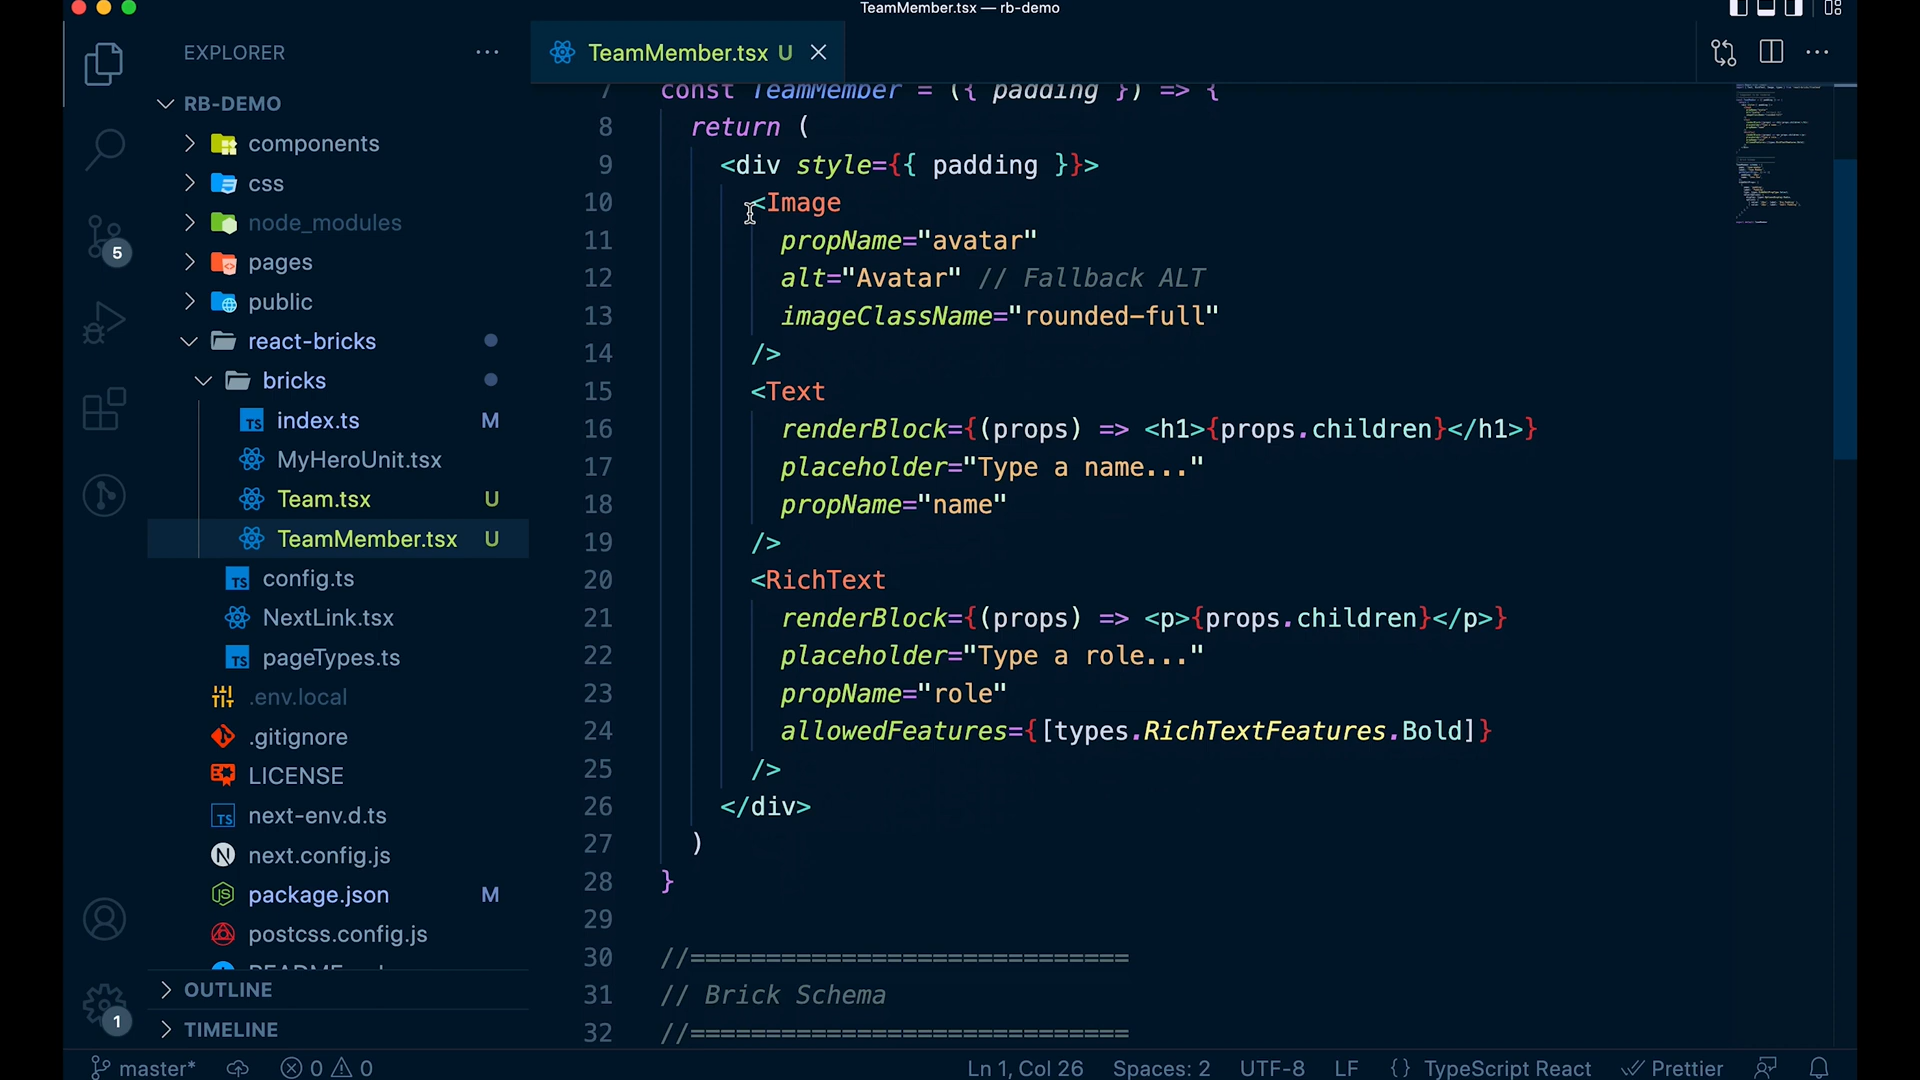 TeamMember.tsx — rb-demo
EXPLORER
TeamMember.tsx U
RB-DEMO
components
css
node_modules
pages
public
react-bricks
bricks
index.ts M
MyHeroUnit.tsx
Team.tsx U
TeamMember.tsx U
config.ts
NextLink.tsx
pageTypes.ts
.env.local
.gitignore
LICENSE
next-env.d.ts
next.config.js
package.json M
postcss.config.js
OUTLINE
TIMELINE
5
1
7 const TeamMember = ({ padding }) => {
8 return (
9 <div style={{ padding }}>
10 <Image
11 propName="avatar"
12 alt="Avatar" // Fallback ALT
13 imageClassName="rounded-full"
14 />
15 <Text
16 renderBlock={(props) => <h1>{props.children}</h1>}
17 placeholder="Type a name..."
18 propName="name"
19 />
20 <RichText
21 renderBlock={(props) => <p>{props.children}</p>}
22 placeholder="Type a role..."
23 propName="role"
24 allowedFeatures={[types.RichTextFeatures.Bold]}
25 />
26 </div>
27 )
28 }
29
30 //=============================
31 // Brick Schema
32 //=============================
master* 0 0 Ln 1, Col 26 Spaces: 2 UTF-8 LF {} TypeScript React Prettier